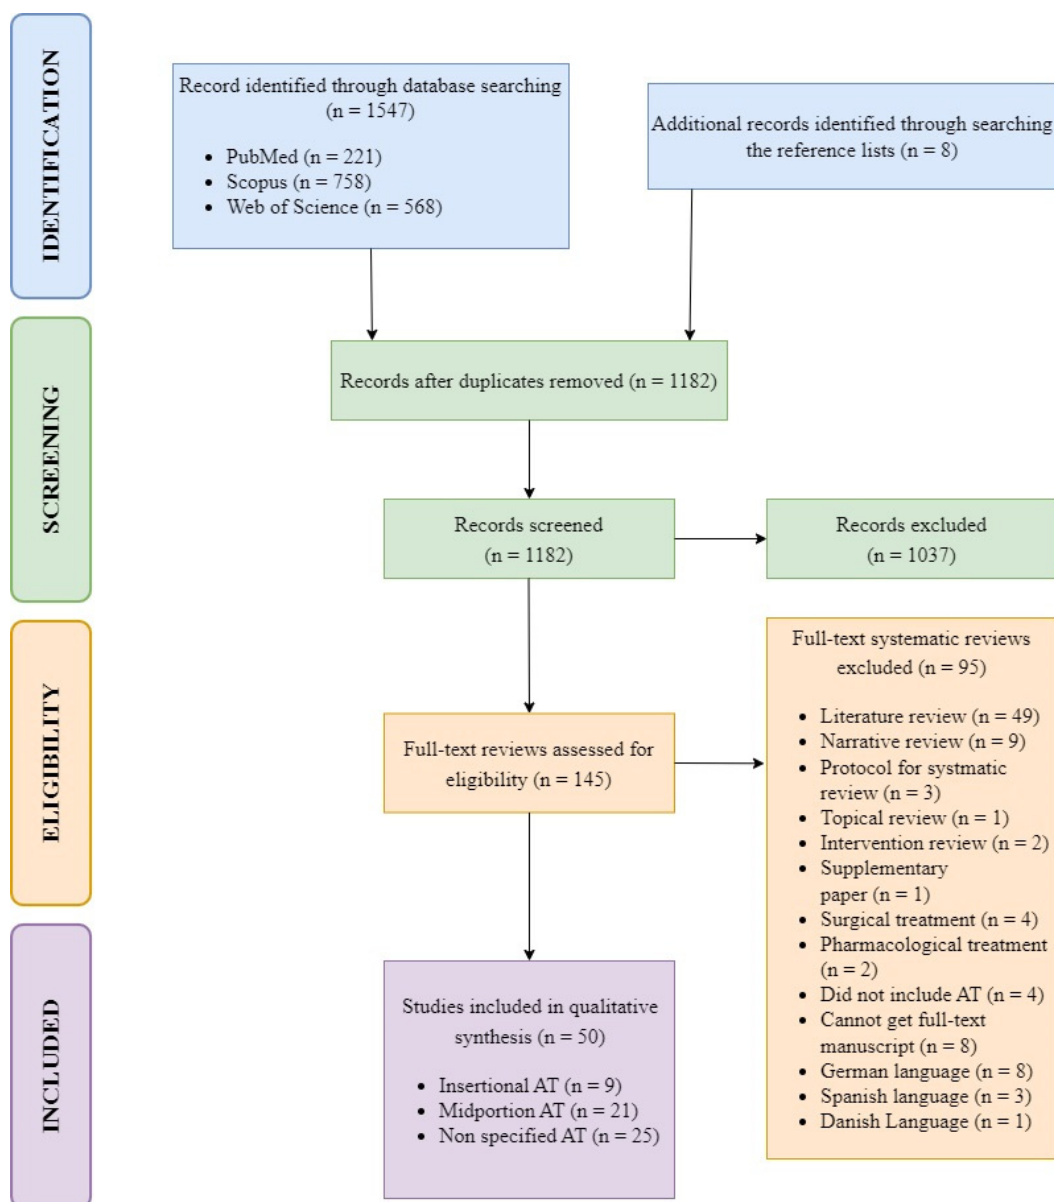 IDENTIFICATION
Record identified through database searching
(n = 1547)
• PubMed (n = 221)
• Scopus (n = 758)
• Web of Science (n = 568)
Additional records identified through searching
the reference lists (n = 8)
SCREENING
Records after duplicates removed (n = 1182)
Records screened
(n = 1182)
Records excluded
(n = 1037)
ELIGIBILITY
Full-text reviews assessed for
eligibility (n = 145)
Full-text systematic reviews
excluded (n = 95)
• Literature review (n = 49)
• Narrative review (n = 9)
• Protocol for systmatic
review (n = 3)
• Topical review (n = 1)
• Intervention review (n = 2)
• Supplementary
paper (n = 1)
• Surgical treatment (n = 4)
• Pharmacological treatment
(n = 2)
• Did not include AT (n = 4)
• Cannot get full-text
manuscript (n = 8)
• German language (n = 8)
• Spanish language (n = 3)
• Danish Language (n = 1)
INCLUDED
Studies included in qualitative
synthesis (n = 50)
• Insertional AT (n = 9)
• Midportion AT (n = 21)
• Non specified AT (n = 25)